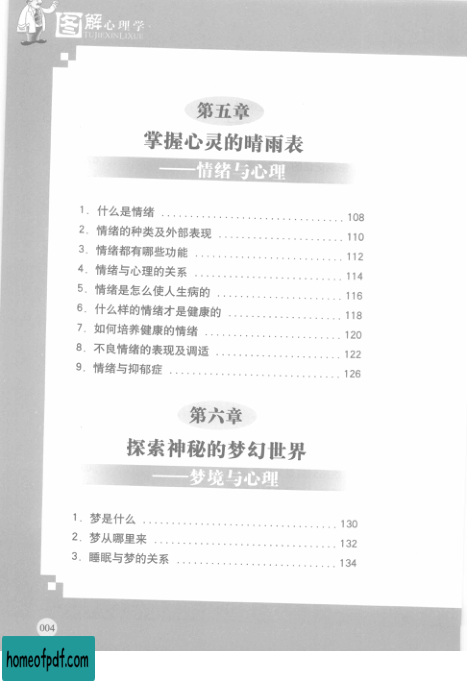 图解心理学
TUJIEXINLIXUE
第五章
掌握心灵的晴雨表
——情绪与心理
1. 什么是情绪 ................................ 108
2. 情绪的种类及外部表现 ...................... 110
3. 情绪都有哪些功能 .......................... 112
4. 情绪与心理的关系 .......................... 114
5. 情绪是怎么使人生病的 ...................... 116
6. 什么样的情绪才是健康的 .................... 118
7. 如何培养健康的情绪 ........................ 120
8. 不良情绪的表现及调适 ...................... 122
9. 情绪与抑郁症 .............................. 126
第六章
探索神秘的梦幻世界
——梦境与心理
1. 梦是什么 .................................. 130
2. 梦从哪里来 ................................ 132
3. 睡眠与梦的关系 ............................ 134
004
homeofpdf.com